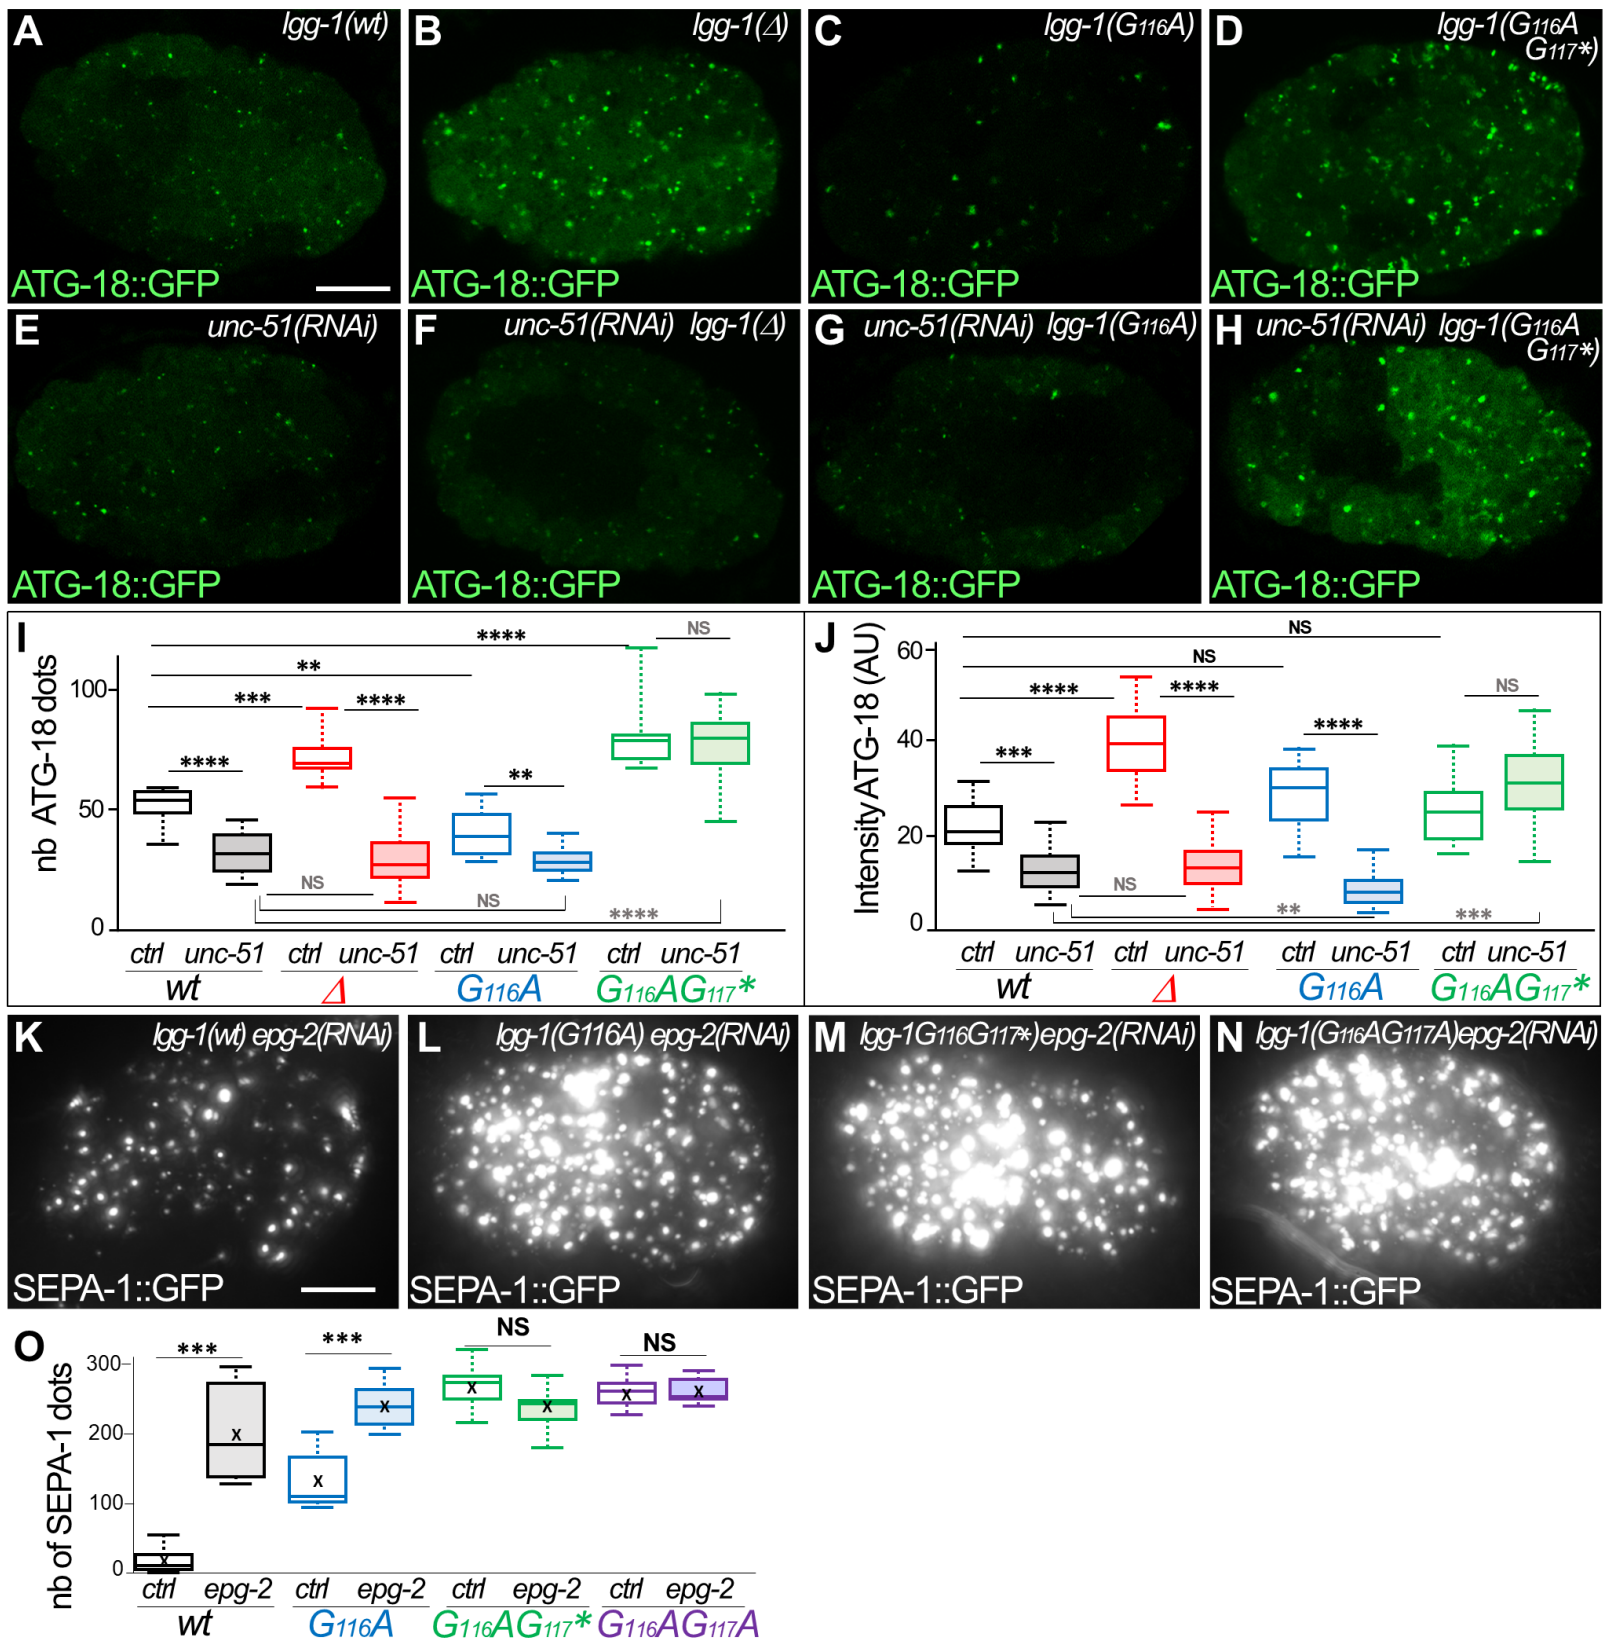 A lgg-1(wt)
ATG-18::GFP
B lgg-1(Δ)
ATG-18::GFP
C lgg-1(G116A)
ATG-18::GFP
D lgg-1(G116A
G117*)
ATG-18::GFP
E unc-51(RNAi)
ATG-18::GFP
F unc-51(RNAi) lgg-1(Δ)
ATG-18::GFP
G unc-51(RNAi) lgg-1(G116A)
ATG-18::GFP
H unc-51(RNAi) lgg-1(G116A
G117*)
ATG-18::GFP
I
nb ATG-18 dots
100
50
0
****
NS
**
***
****
****
**
NS
NS
****
ctrl unc-51 ctrl unc-51 ctrl unc-51 ctrl unc-51
wt Δ G116A G116AG117*
J
Intensity ATG-18 (AU)
60
40
20
0
NS
NS
****
****
NS
***
****
NS
**
***
ctrl unc-51 ctrl unc-51 ctrl unc-51 ctrl unc-51
wt Δ G116A G116AG117*
K lgg-1(wt) epg-2(RNAi)
SEPA-1::GFP
L lgg-1(G116A) epg-2(RNAi)
SEPA-1::GFP
M lgg-1G116G117*)epg-2(RNAi)
SEPA-1::GFP
N lgg-1(G116AG117A)epg-2(RNAi)
SEPA-1::GFP
O
nb of SEPA-1 dots
300
200
100
0
***
***
NS
NS
x x x x x x x x
ctrl epg-2 ctrl epg-2 ctrl epg-2 ctrl epg-2
wt G116A G116AG117* G116AG117A